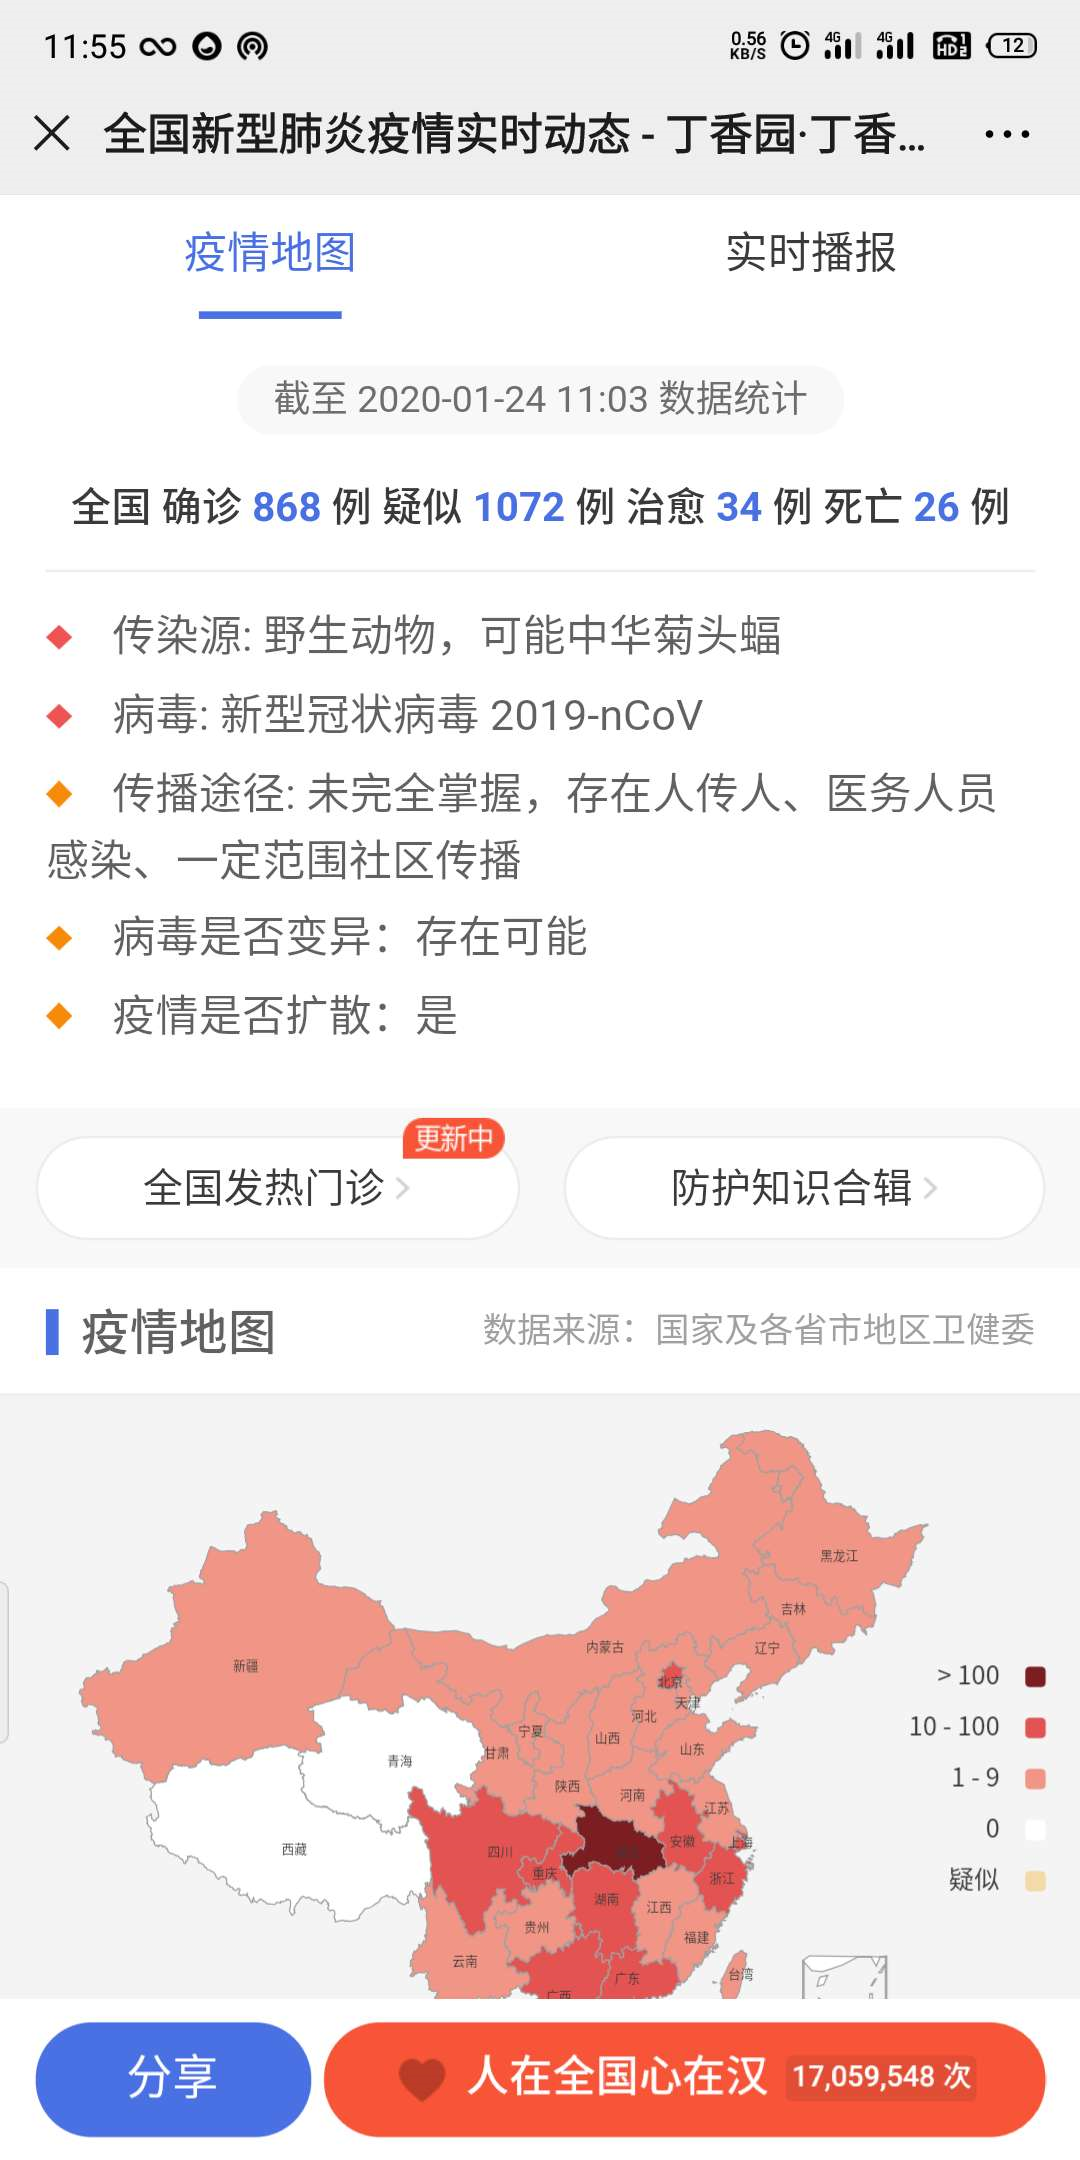 11:55
0.56 KB/S 4G 4G HD 1 2 12
全国新型肺炎疫情实时动态 - 丁香园·丁香...
疫情地图 实时播报
截至 2020-01-24 11:03 数据统计
全国 确诊 868 例 疑似 1072 例 治愈 34 例 死亡 26 例
传染源: 野生动物，可能中华菊头蝠
病毒: 新型冠状病毒 2019-nCoV
传播途径: 未完全掌握，存在人传人、医务人员
感染、一定范围社区传播
病毒是否变异：存在可能
疫情是否扩散：是
更新中
全国发热门诊 防护知识合辑
疫情地图 数据来源：国家及各省市地区卫健委
黑龙江
吉林
内蒙古 辽宁
新疆
北京
天津
河北
宁夏 山西
甘肃 山东
青海
陕西 河南
江苏
安徽 上海
西藏 四川
重庆 浙江
湖南 江西
贵州 福建
云南 广东 台湾
广西
> 100
10 - 100
1 - 9
0
疑似
分享 人在全国心在汉 17,059,548 次